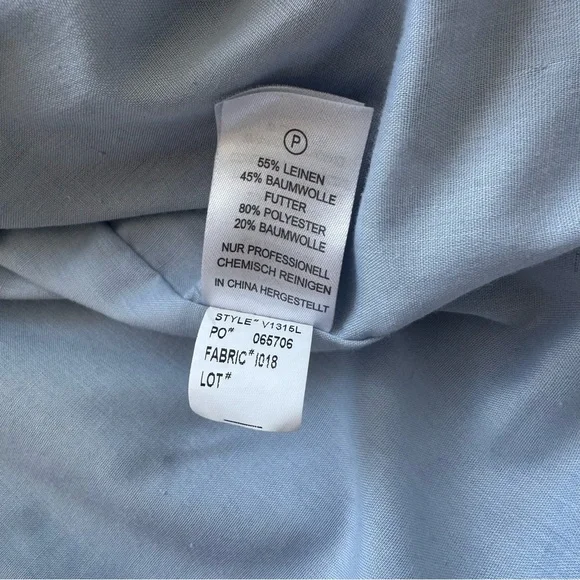 P
55% LEINEN
45% BAUMWOLLE
FUTTER
80% POLYESTER
20% BAUMWOLLE
NUR PROFESSIONELL
CHEMISCH REINIGEN
IN CHINA HERGESTELLT
STYLE# V1315L
PO# 065706
FABRIC# I018
LOT#